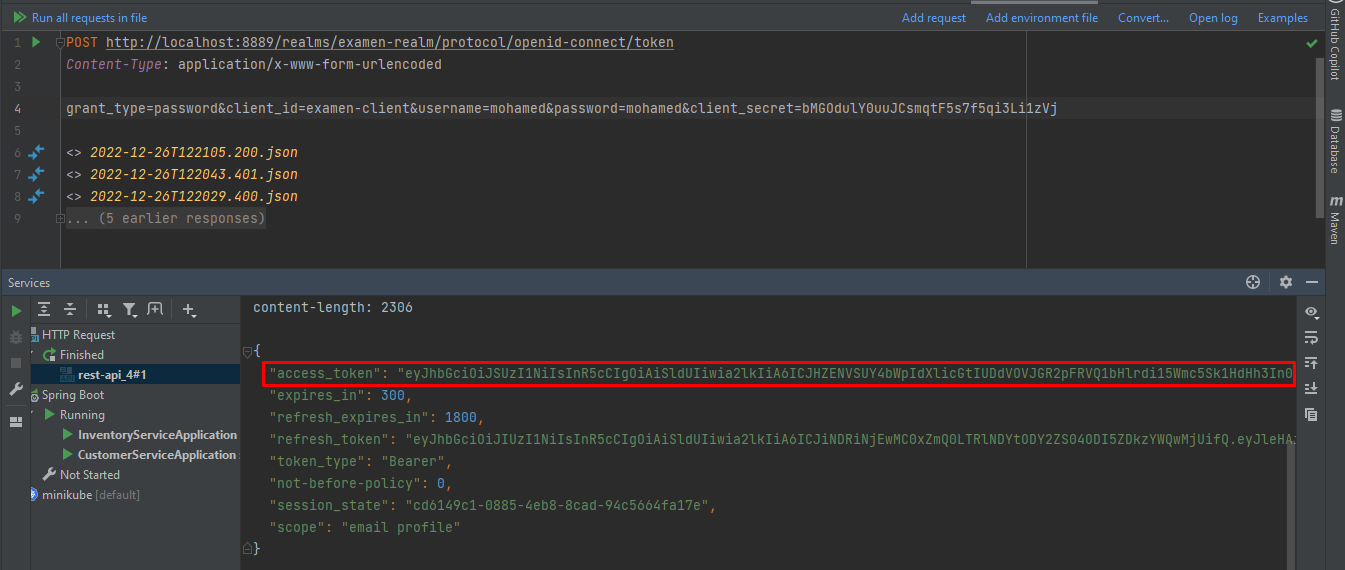 Run all requests in file Add request Add environment file Convert... Open log Examples
GitHub Copilot
Database
Maven
1 POST http://localhost:8889/realms/examen-realm/protocol/openid-connect/token
2 Content-Type: application/x-www-form-urlencoded
3
4 grant_type=password&client_id=examen-client&username=mohamed&password=mohamed&client_secret=bMGOdulY0uuJCsmqtF5s7f5qi3Li1zVj
5
6 <> 2022-12-26T122105.200.json
7 <> 2022-12-26T122043.401.json
8 <> 2022-12-26T122029.400.json
9 ... (5 earlier responses)
Services
HTTP Request
Finished
rest-api_4#1
Spring Boot
Running
InventoryServiceApplication
CustomerServiceApplication :
Not Started
minikube [default]
content-length: 2306
{
"access_token": "eyJhbGciOiJSUzI1NiIsInR5cCIgOiAiSldUIiwia2lkIiA6ICJHZENVSUY4bWpIdXlicGtIUDdVOVJGR2pFRVQ1bHlrdi15Wmc5Sk1HdHh3In0
"expires_in": 300,
"refresh_expires_in": 1800,
"refresh_token": "eyJhbGciOiJIUzI1NiIsInR5cCIgOiAiSldUIiwia2lkIiA6ICJiNDRiNjEwMC0xZmQ0LTRlNDYtODY2ZS04ODI5ZDkzYWQwMjUifQ.eyJleHA
"token_type": "Bearer",
"not-before-policy": 0,
"session_state": "cd6149c1-0885-4eb8-8cad-94c5664fa17e",
"scope": "email profile"
}